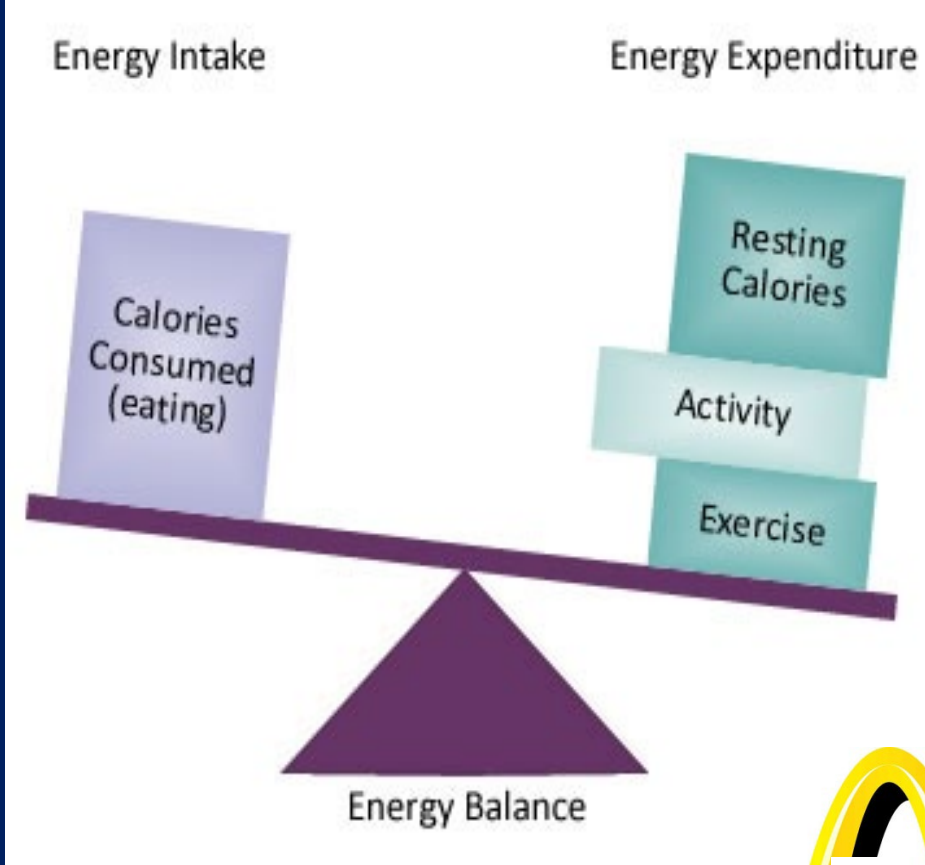 Energy Intake
Energy Expenditure
Calories
Consumed
(eating)
Resting
Calories
Activity
Exercise
Energy Balance